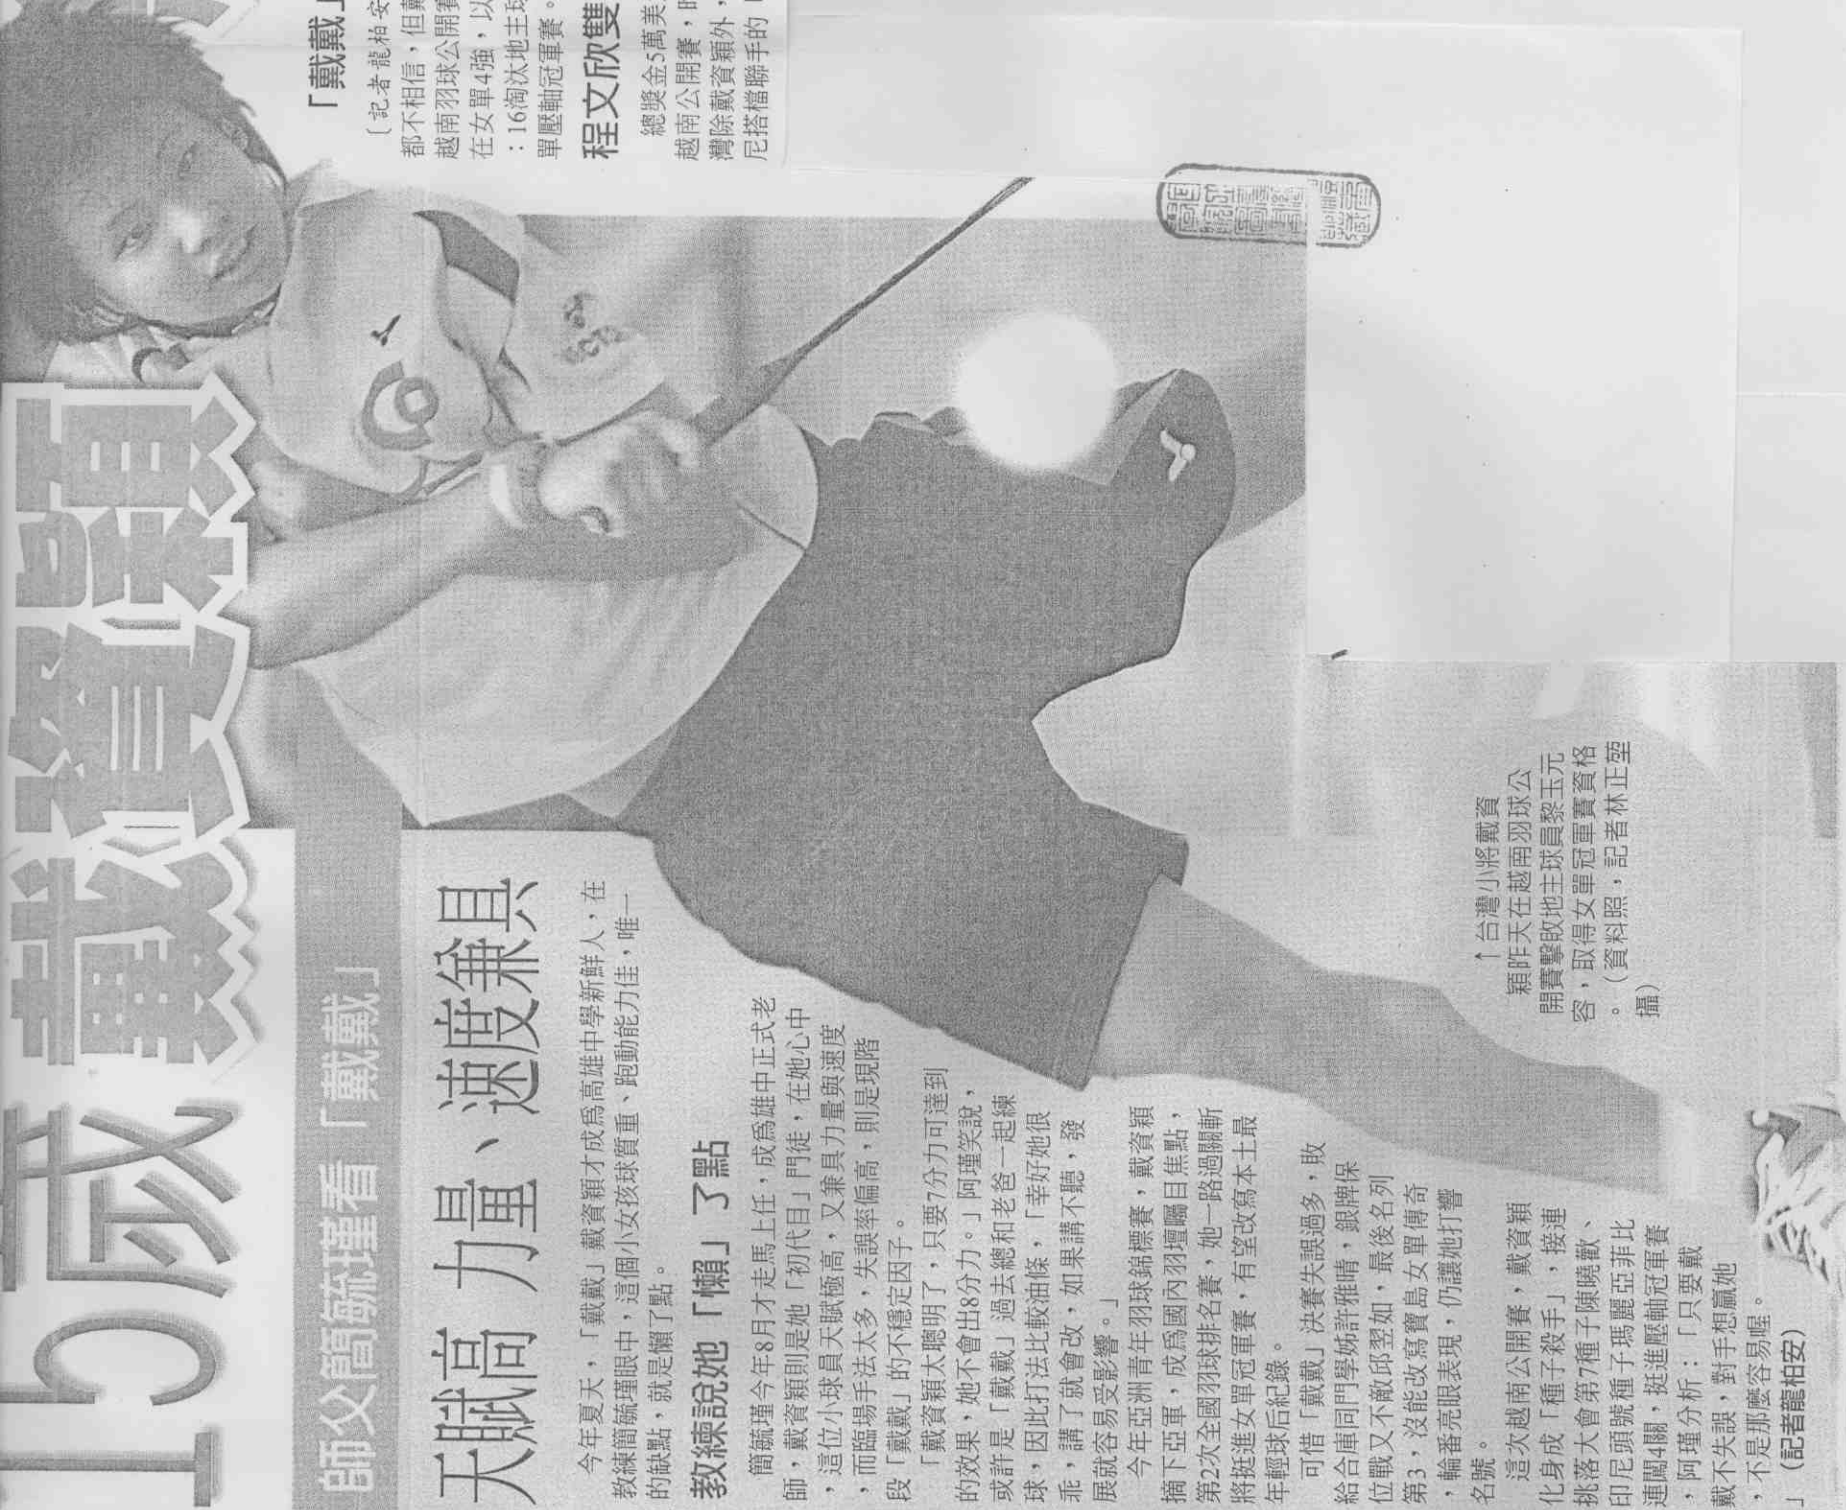 15歲戴資穎
師父簡毓瑾看「戴戴」
天賦高 力量、速度兼具
今年夏天，「戴戴」戴資穎才成爲高雄中學新鮮人，在
教練簡毓瑾眼中，這個小女孩球質重、跑動能力佳，唯一
的缺點，就是懶了點。
教練說她「懶」了點
簡毓瑾今年8月才走馬上任，成爲雄中正式老
師，戴資穎則是她「初代目」門徒，在她心中
，這位小球員天賦極高，又兼具力量與速度
，而臨場手法太多，失誤率偏高，則是現階
段「戴戴」的不穩定因子。
「戴資穎太聰明了，只要7分力可達到
的效果，她不會出8分力。」阿瑾笑說，
或許是「戴戴」過去總和老爸一起練
球，因此打法比較油條，「幸好她很
乖，講了就會改，如果講不聽，發
展就容易受影響。」
今年亞洲青年羽球錦標賽，戴資穎
摘下亞軍，成爲國內羽壇矚目焦點，
第2次全國羽球排名賽，她一路過關斬
將挺進女單冠軍賽，有望改寫本土最
年輕球后紀錄。
可惜「戴戴」決賽失誤過多，敗
給合庫同門學姊許雅晴，銀牌保
位戰又不敵邱翌如，最後名列
第3，沒能改寫寶島女單傳奇
，輪番亮眼表現，仍讓她打響
名號。
這次越南公開賽，戴資穎
化身成「種子殺手」，接連
挑落大會第7種子陳曉歡、
印尼頭號種子瑪麗亞菲比
連闖4關，挺進壓軸冠軍賽
，阿瑾分析：「只要戴
戴不失誤，對手想贏她
，不是那麼容易喔。
」　（記者龍柏安）
↑台灣小將戴資
穎昨天在越南羽球公
開賽擊敗地主球員黎玉元
容，取得女單冠軍賽資格
。（資料照，記者林正堃
攝）
「戴戴」
〔記者龍柏安
都不相信，但戴
越南羽球公開賽
在女單4強，以
：16淘汰地主球
單壓軸冠軍賽。
程文欣雙
總獎金5萬美
越南公開賽，昨
灣除戴資穎外，
尼搭檔聯手的